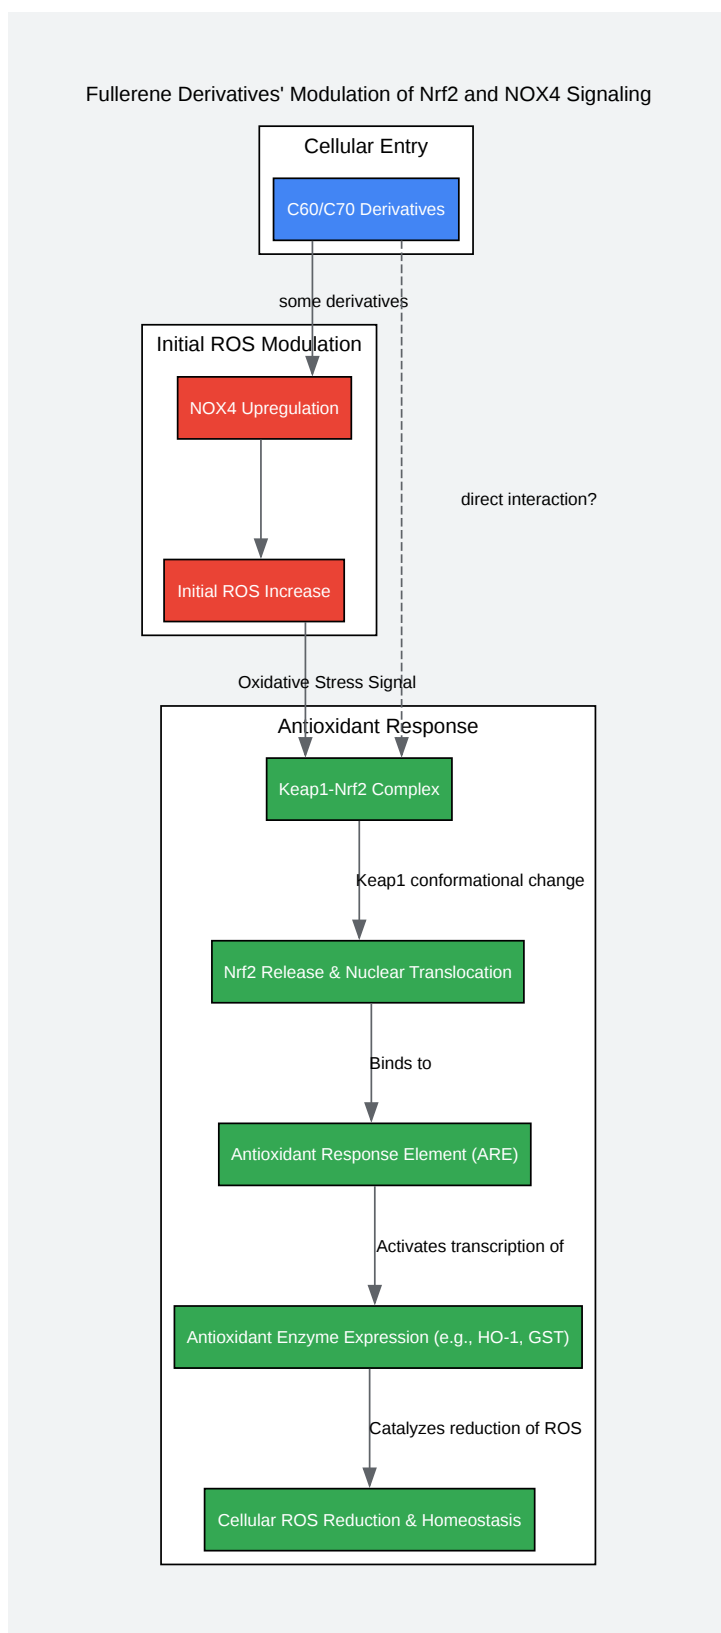 Fullerene Derivatives' Modulation of Nrf2 and NOX4 Signaling
Cellular Entry
C60/C70 Derivatives
some derivatives
Initial ROS Modulation
NOX4 Upregulation
direct interaction?
Initial ROS Increase
Oxidative Stress Signal
Antioxidant Response
Keap1-Nrf2 Complex
Keap1 conformational change
Nrf2 Release & Nuclear Translocation
Binds to
Antioxidant Response Element (ARE)
Activates transcription of
Antioxidant Enzyme Expression (e.g., HO-1, GST)
Catalyzes reduction of ROS
Cellular ROS Reduction & Homeostasis